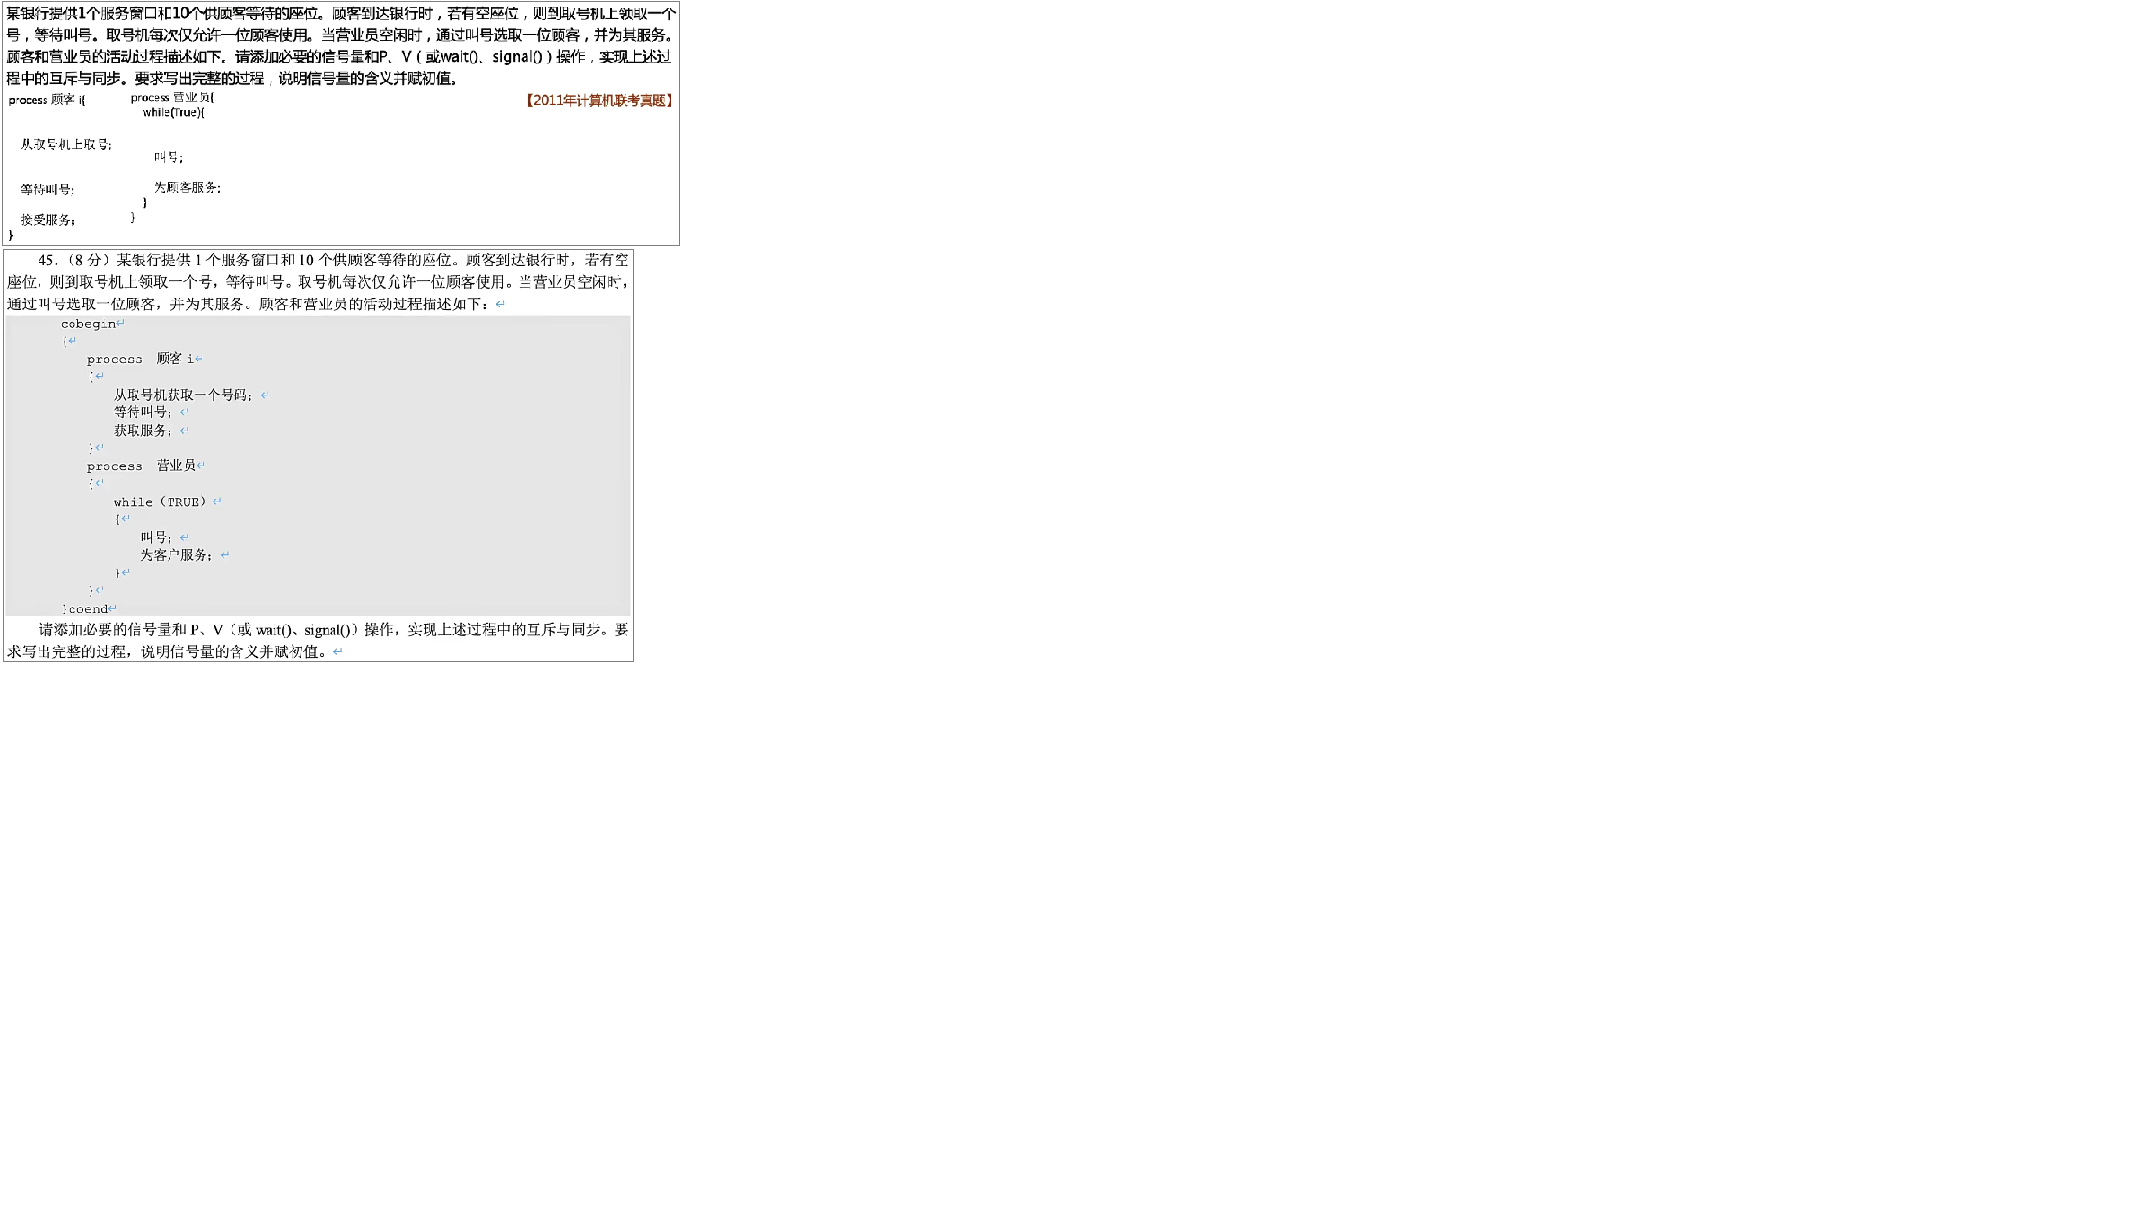 某银行提供1个服务窗口和10个供顾客等待的座位。顾客到达银行时，若有空座位，则到取号机上领取一个
号，等待叫号。取号机每次仅允许一位顾客使用。当营业员空闲时，通过叫号选取一位顾客，并为其服务。
顾客和营业员的活动过程描述如下。请添加必要的信号量和P、V（或wait()、signal()）操作，实现上述过
程中的互斥与同步。要求写出完整的过程，说明信号量的含义并赋初值。
【2011年计算机联考真题】
process 顾客 i{
从取号机上取号;
等待叫号;
接受服务;
}
process 营业员{
while(True){
叫号;
为顾客服务;
}
}
45.（8 分）某银行提供 1 个服务窗口和 10 个供顾客等待的座位。顾客到达银行时，若有空
座位，则到取号机上领取一个号，等待叫号。取号机每次仅允许一位顾客使用。当营业员空闲时，
通过叫号选取一位顾客，并为其服务。顾客和营业员的活动过程描述如下：↵
cobegin↵
{↵
process 顾客 i↵
{↵
从取号机获取一个号码；↵
等待叫号；↵
获取服务；↵
}↵
process 营业员↵
{↵
while（TRUE）↵
{↵
叫号；↵
为客户服务；↵
}↵
}↵
}coend↵
请添加必要的信号量和 P、V（或 wait()、signal()）操作，实现上述过程中的互斥与同步。要
求写出完整的过程，说明信号量的含义并赋初值。↵